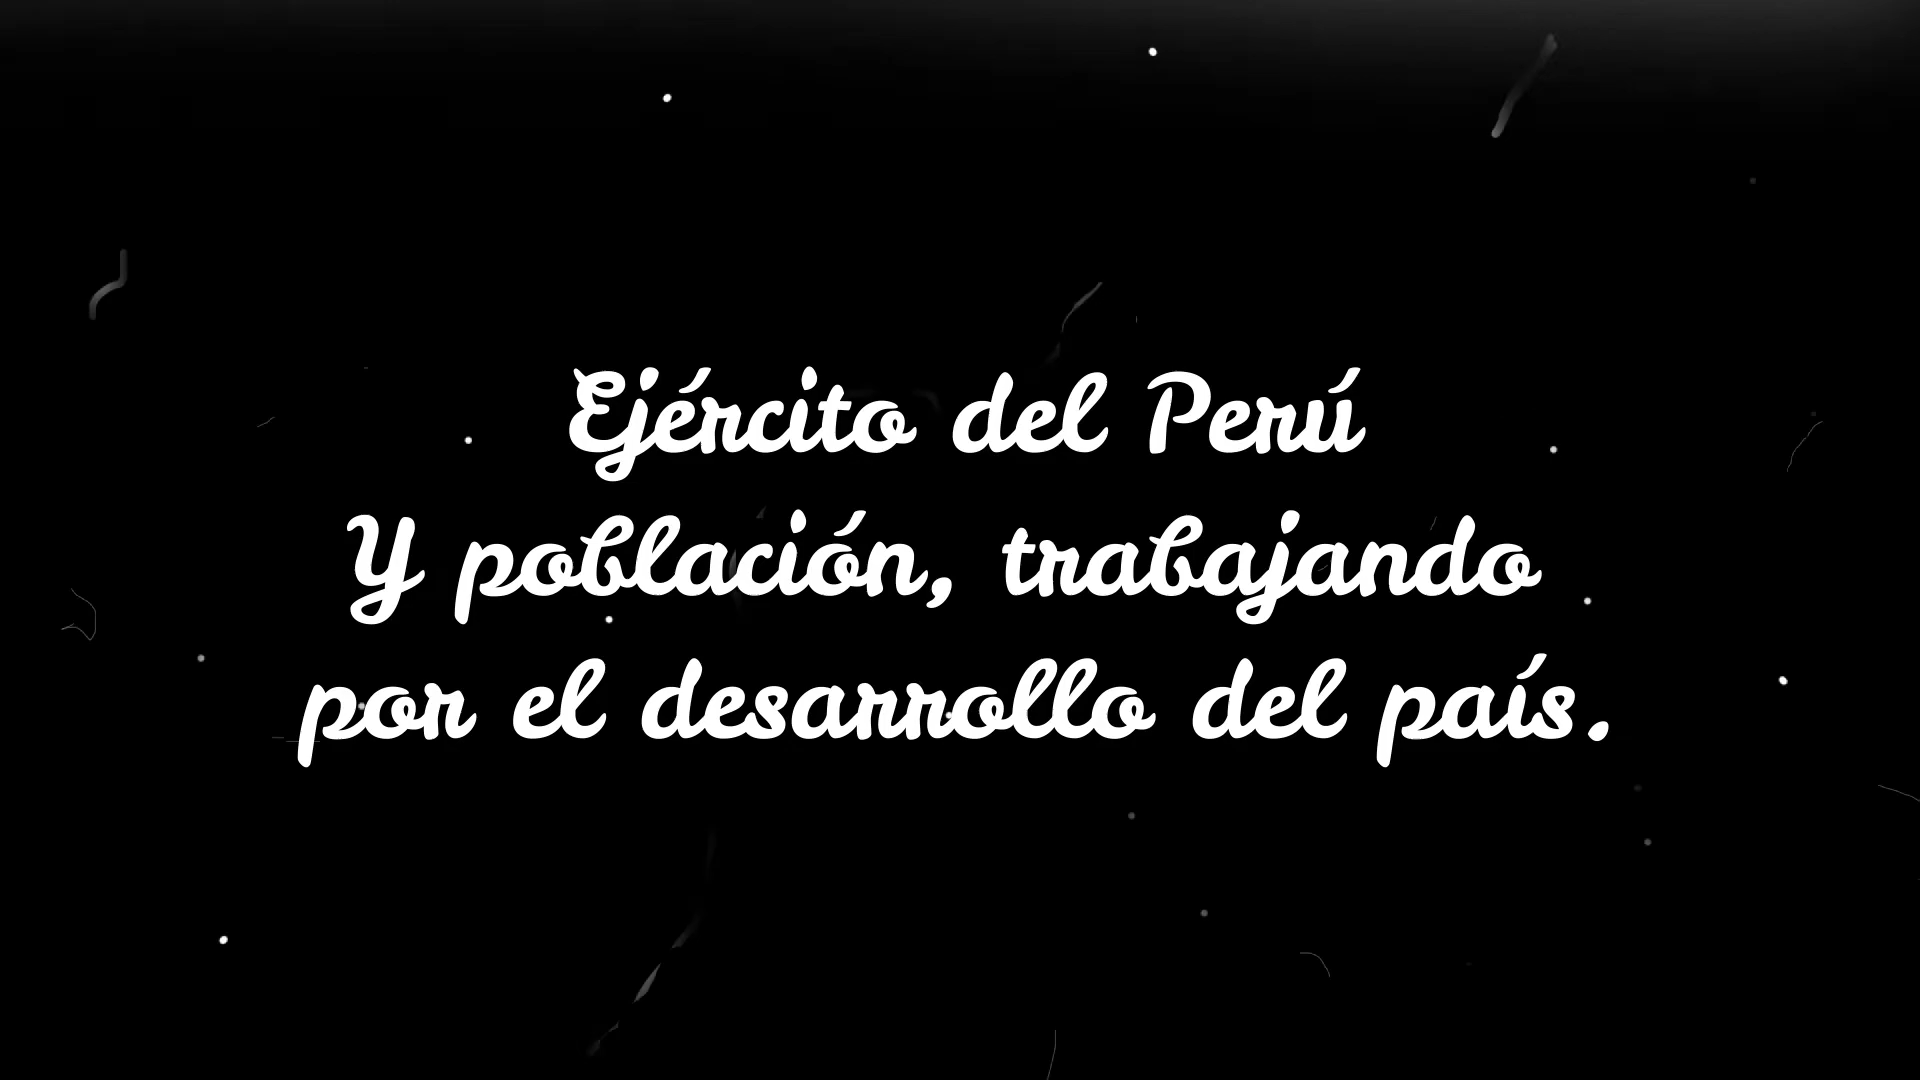 Ejército del Perú
Y población, trabajando
por el desarrollo del país.